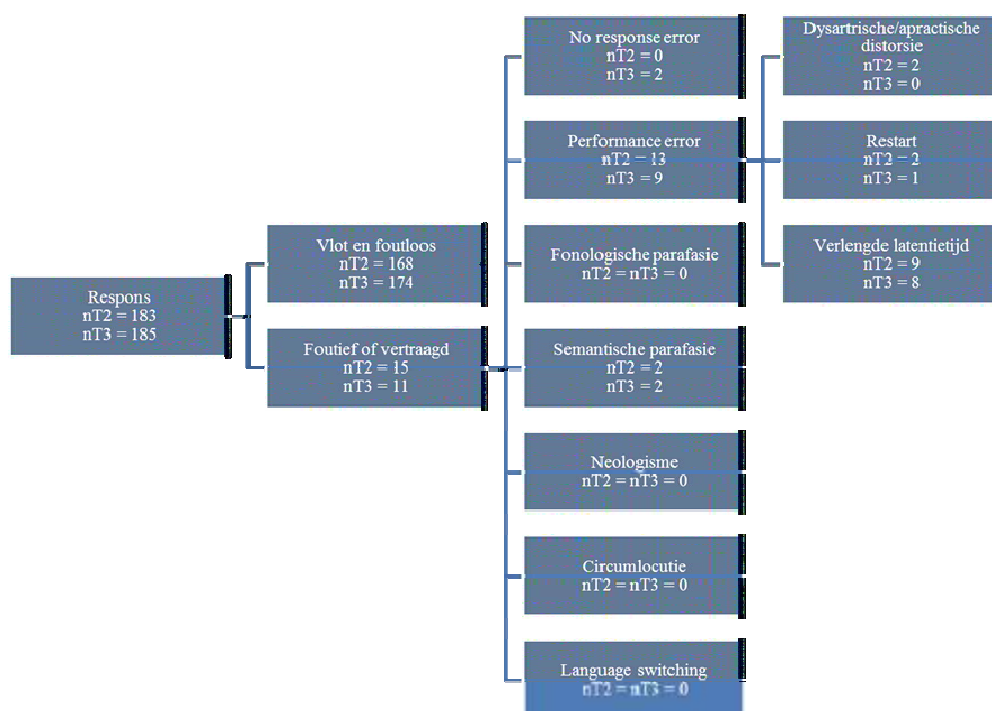 Respons
nT2 = 183
nT3 = 185
Vlot en foutloos
nT2 = 168
nT3 = 174
Foutief of vertraagd
nT2 = 15
nT3 = 11
No response error
nT2 = 0
nT3 = 2
Performance error
nT2 = 13
nT3 = 9
Fonologische parafasie
nT2 = nT3 = 0
Semantische parafasie
nT2 = 2
nT3 = 2
Neologisme
nT2 = nT3 = 0
Circumlocutie
nT2 = nT3 = 0
Language switching
nT2 = nT3 = 0
Dysartrische/apractische
distorsie
nT2 = 2
nT3 = 0
Restart
nT2 = 2
nT3 = 1
Verlengde latentietijd
nT2 = 9
nT3 = 8